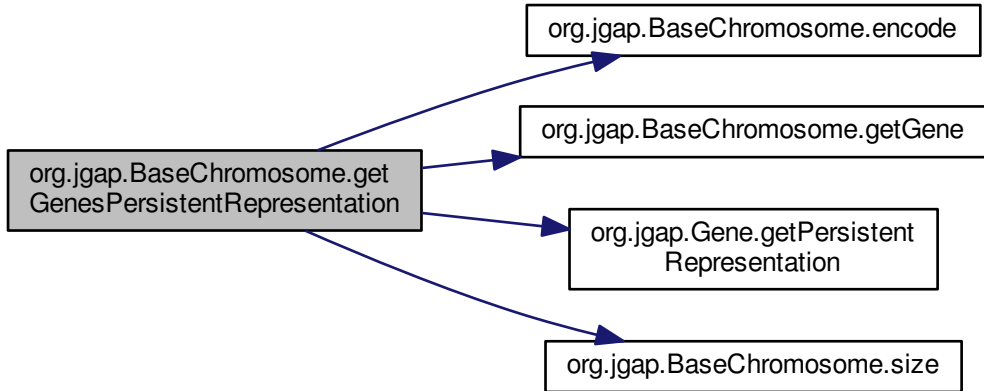 org.jgap.BaseChromosome.encode
org.jgap.BaseChromosome.getGene
org.jgap.BaseChromosome.get
GenesPersistentRepresentation
org.jgap.Gene.getPersistent
Representation
org.jgap.BaseChromosome.size